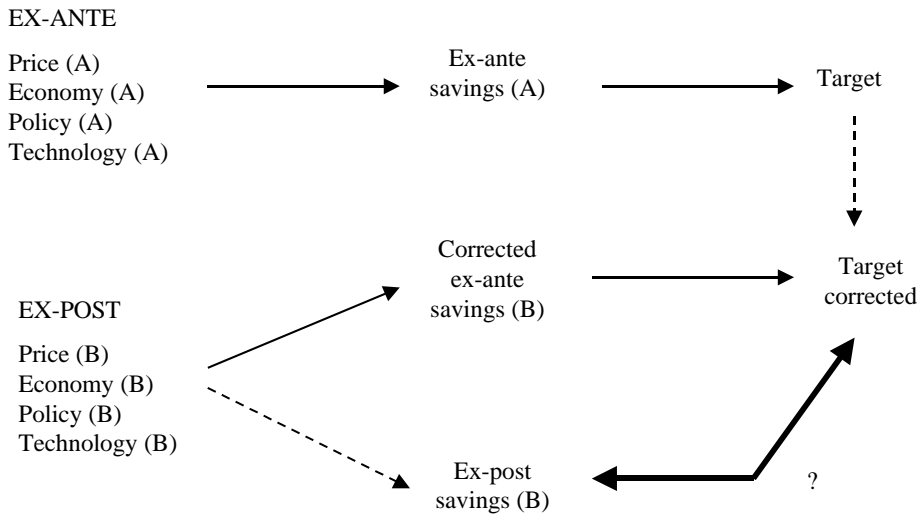 EX-ANTE
Price (A)
Economy (A)
Policy (A)
Technology (A)
Ex-ante
savings (A)
Target
Corrected
ex-ante
savings (B)
Target
corrected
EX-POST
Price (B)
Economy (B)
Policy (B)
Technology (B)
Ex-post
savings (B)
?